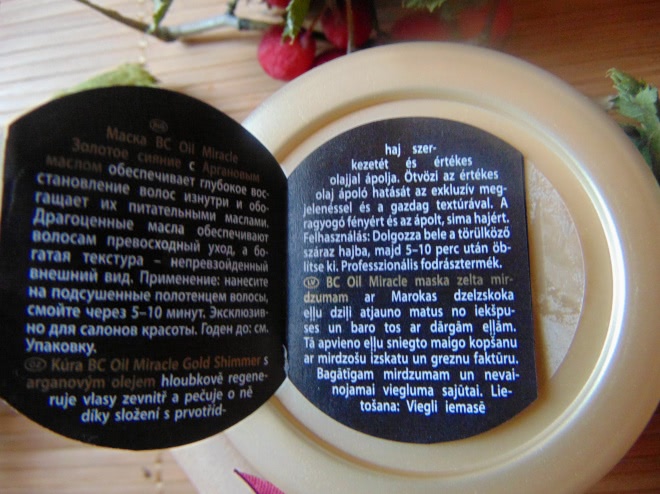 Маска BC Oil Miracle
Золотое сияние с Аргановым
маслом обеспечивает глубокое вос-
становление волос изнутри и обо-
гащает их питательными маслами.
Драгоценные масла обеспечивают
волосам превосходный уход, а бо-
гатая текстура – непревзойденный
внешний вид. Применение: нанесите
на подсушенные полотенцем волосы,
смойте через 5–10 минут. Эксклюзив-
но для салонов красоты. Годен до: см.
Упаковку.
CZ Kúra BC Oil Miracle Gold Shimmer s
arganovým olejem hloubkově regene-
ruje vlasy zevnitř a pečuje o ně
díky složení s prvotříd-
haj szer-
kezetét és értékes
olajjal ápolja. Ötvözi az értékes
olaj ápoló hatását az exkluzív meg-
jelenéssel és a gazdag textúrával. A
ragyogó fényért és az ápolt, sima hajért.
Felhasználás: Dolgozza bele a törülköző
száraz hajba, majd 5–10 perc után öb-
lítse ki. Professzionális fodrásztermék.
LV BC Oil Miracle maska zelta mir-
dzumam ar Marokas dzelzskoka
eļļu dziļi atjauno matus no iekšpu-
ses un baro tos ar dārgām eļļām.
Tā apvieno eļļu sniegto maigo kopšanu
ar mirdzošu izskatu un greznu faktūru.
Bagātīgam mirdzumam un nevai-
nojamai viegluma sajūtai. Lie-
tošana: Viegli iemasē